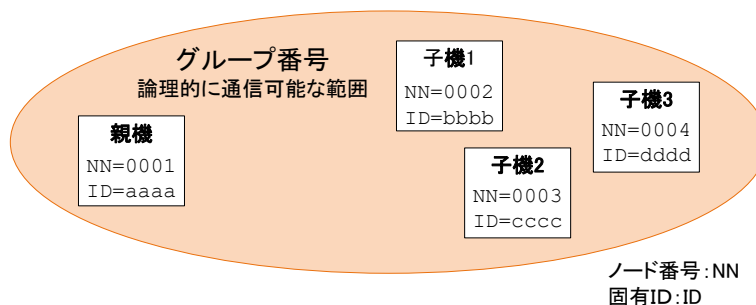 グループ番号
論理的に通信可能な範囲
親機
NN=0001
ID=aaaa
子機1
NN=0002
ID=bbbb
子機2
NN=0003
ID=cccc
子機3
NN=0004
ID=dddd
ノード番号:NN
固有ID:ID